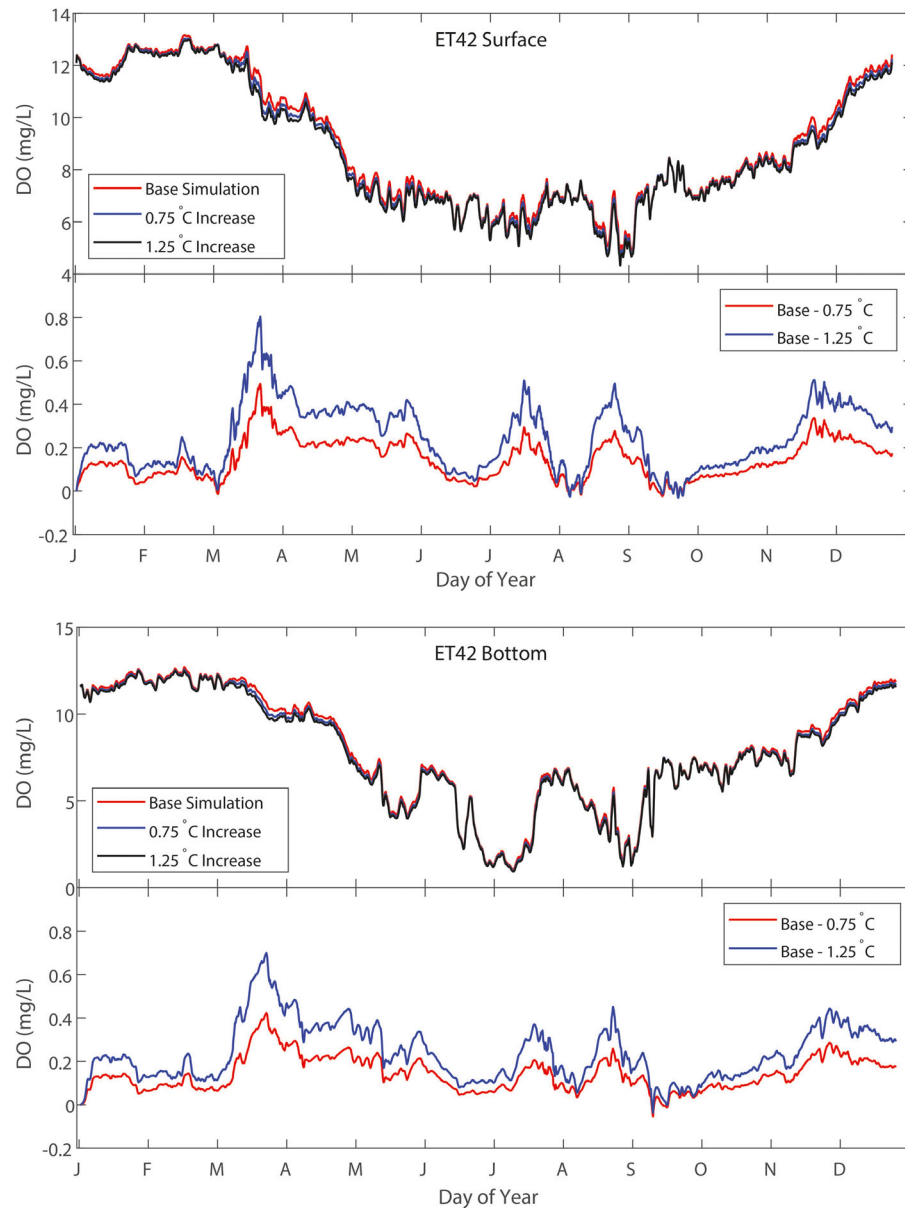 ET42 Surface
14
12
10
8
6
4
DO (mg/L)
Base Simulation
0.75 °C Increase
1.25 °C Increase
0.8
0.6
0.4
0.2
0
-0.2
DO (mg/L)
Base - 0.75 °C
Base - 1.25 °C
J F M A M J J A S O N D
Day of Year
ET42 Bottom
15
10
5
0
DO (mg/L)
Base Simulation
0.75 °C Increase
1.25 °C Increase
0.8
0.6
0.4
0.2
0
-0.2
DO (mg/L)
Base - 0.75 °C
Base - 1.25 °C
J F M A M J J A S O N D
Day of Year